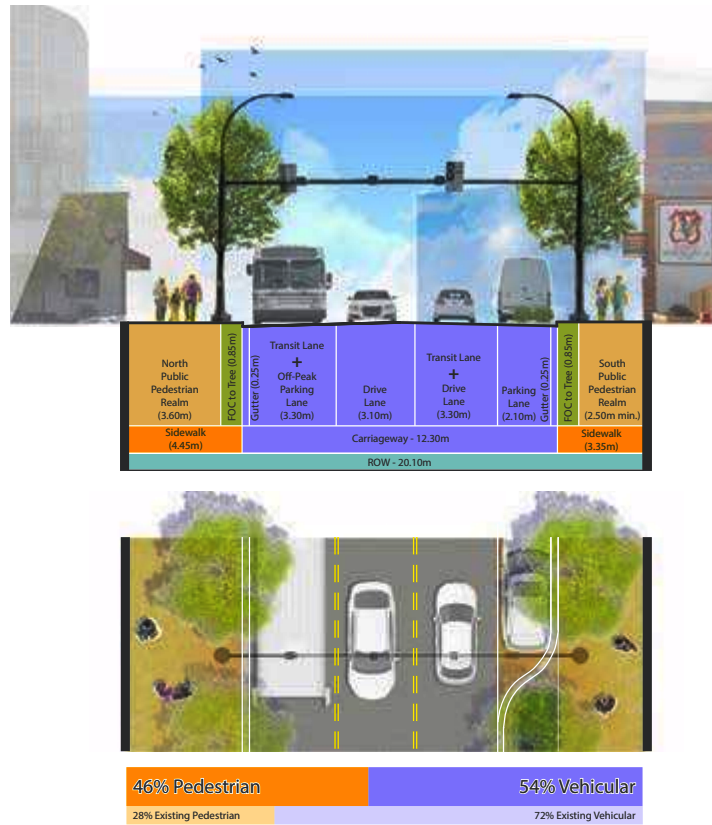 North
Public
Pedestrian
Realm
(3.60m)
FOC to Tree (0.85m)
Gutter (0.25m)
Transit Lane
+
Off-Peak
Parking
Lane
(3.30m)
Drive
Lane
(3.10m)
Transit Lane
+
Drive
Lane
(3.30m)
Parking
Lane
(2.10m)
Gutter (0.25m)
FOC to Tree (0.85m)
South
Public
Pedestrian
Realm
(2.50m min.)
Sidewalk
(4.45m)
Carriageway - 12.30m
Sidewalk
(3.35m)
ROW - 20.10m
46% Pedestrian
54% Vehicular
28% Existing Pedestrian
72% Existing Vehicular